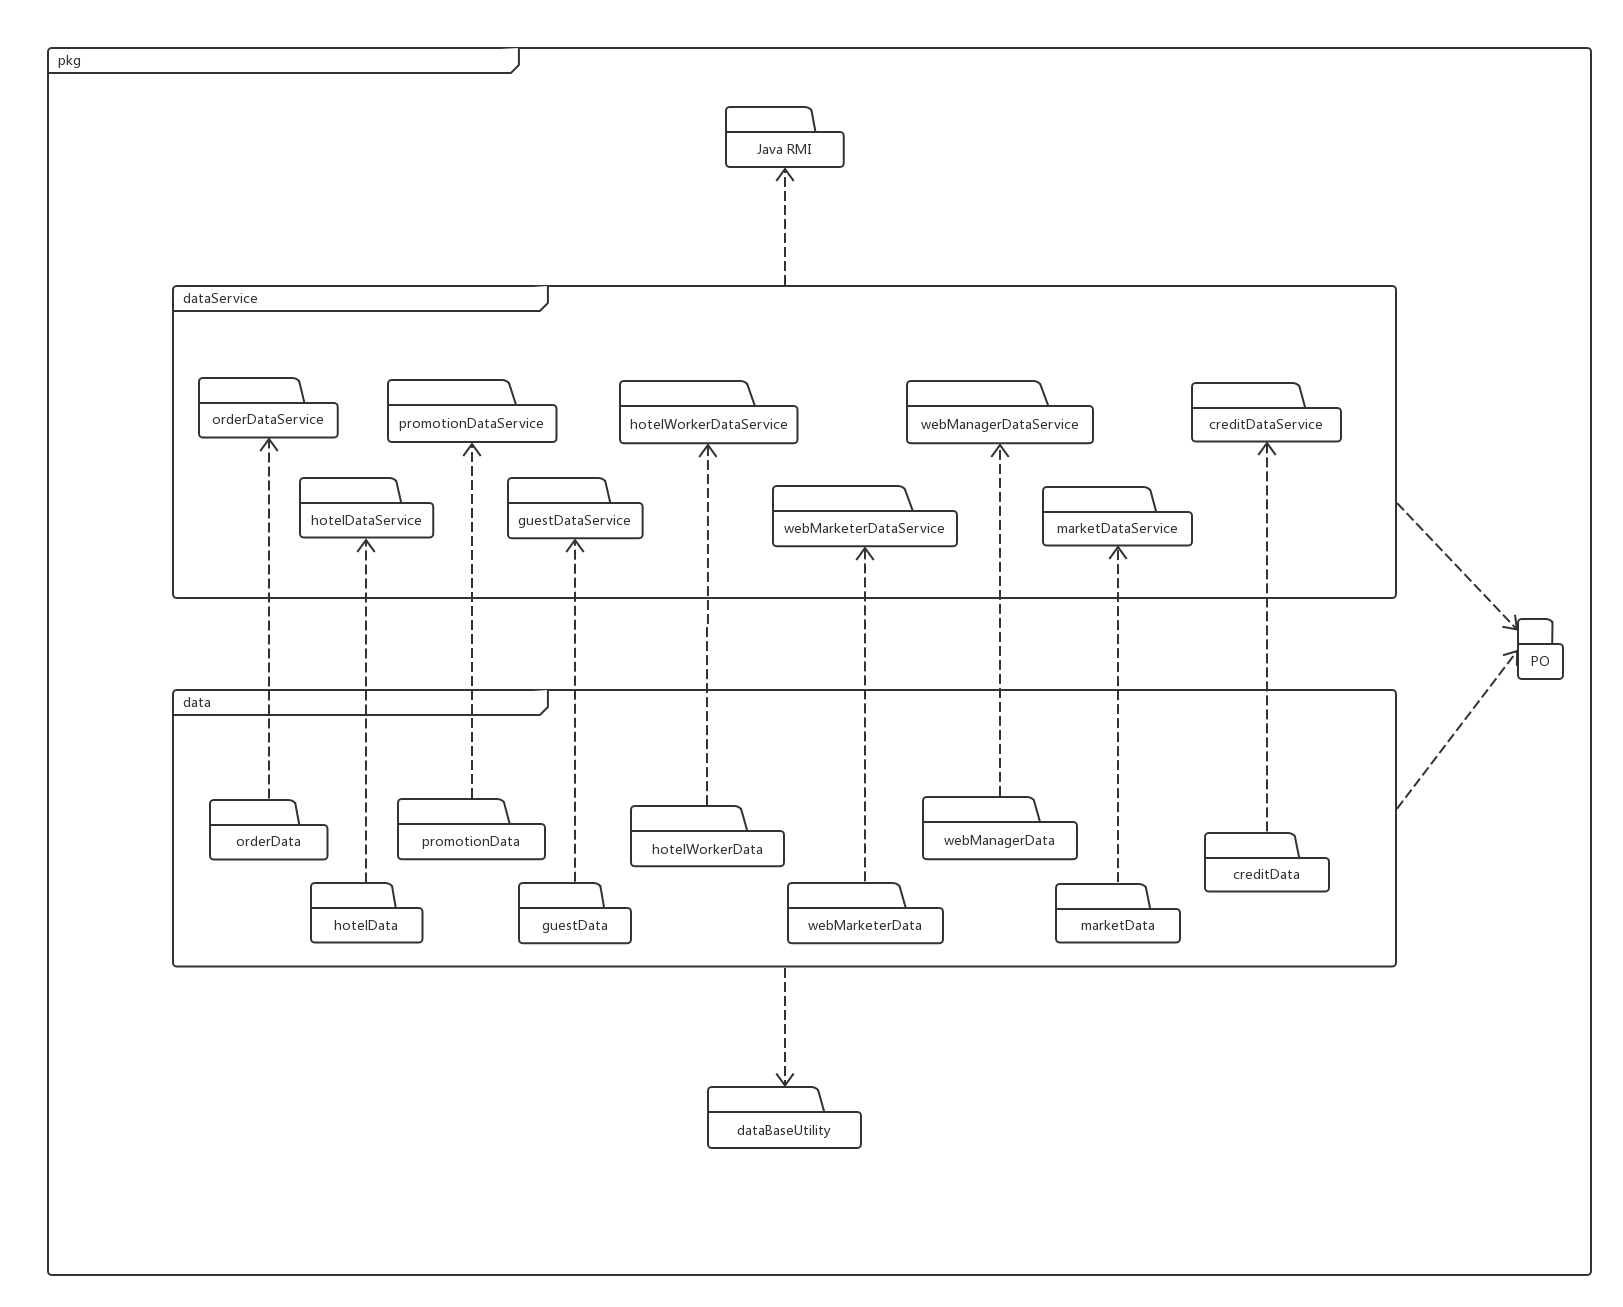 pkg
Java RMI
dataService
orderDataService
promotionDataService
hotelWorkerDataService
webManagerDataService
creditDataService
hotelDataService
guestDataService
webMarketerDataService
marketDataService
PO
data
orderData
promotionData
hotelWorkerData
webManagerData
creditData
hotelData
guestData
webMarketerData
marketData
dataBaseUtility